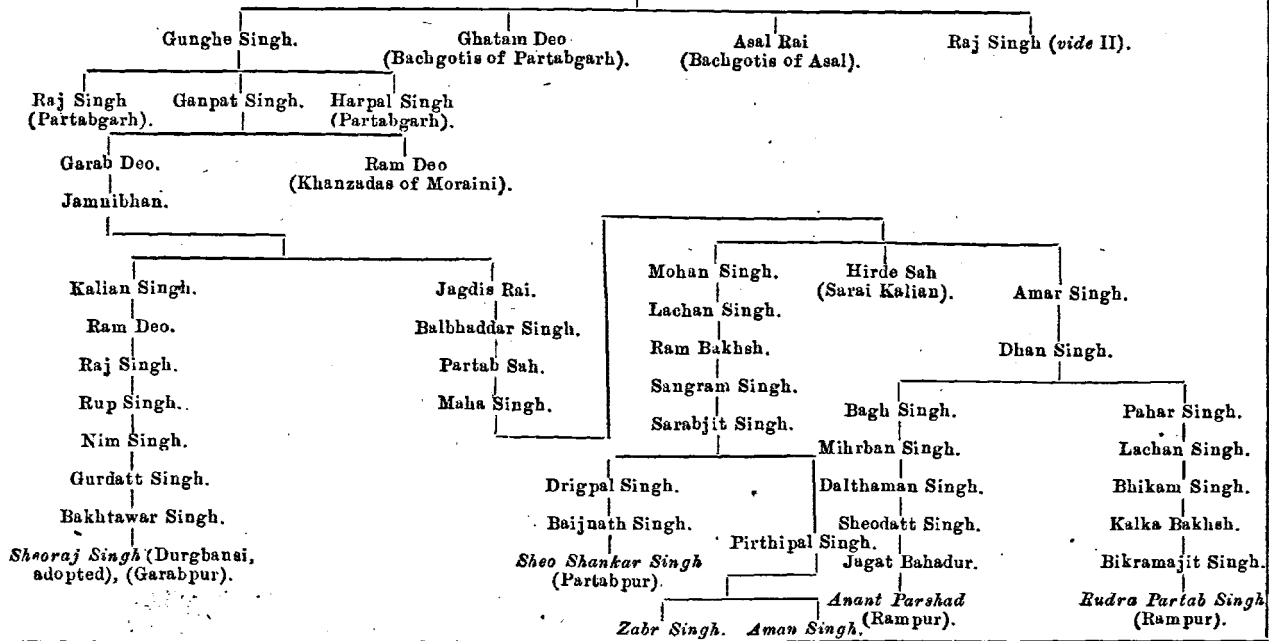 Gunghe Singh. Ghatam Deo Asal Rai Raj Singh (vide II).
(Bachgotis of Partabgarh). (Bachgotis of Asal).
Raj Singh Ganpat Singh. Harpal Singh
(Partabgarh). (Partabgarh).
Garab Deo. Ram Deo
(Khanzadas of Moraini).
Jamnibhan.
Kalian Singh. Jagdis Rai.
Ram Deo. Balbhaddar Singh.
Raj Singh. Partab Sah.
Rup Singh. Maha Singh.
Nim Singh.
Gurdatt Singh.
Bakhtawar Singh.
Sheoraj Singh (Durgbansi,
adopted), (Garabpur).
Mohan Singh. Hirde Sah Amar Singh.
(Sarai Kalian).
Lachan Singh.
Ram Bakhsh. Dhan Singh.
Sangram Singh.
Sarabjit Singh. Bagh Singh. Pahar Singh.
Mihrban Singh. Lachan Singh.
Drigpal Singh. Dalthaman Singh. Bhikam Singh.
Baijnath Singh. Sheodatt Singh. Kalka Bakhsh.
Pirthipal Singh.
Sheo Shankar Singh Jagat Bahadur. Bikramajit Singh.
(Partabpur).
Anant Parshad Rudra Partab Singh
(Rampur). (Rampur).
Zabr Singh. Aman Singh.